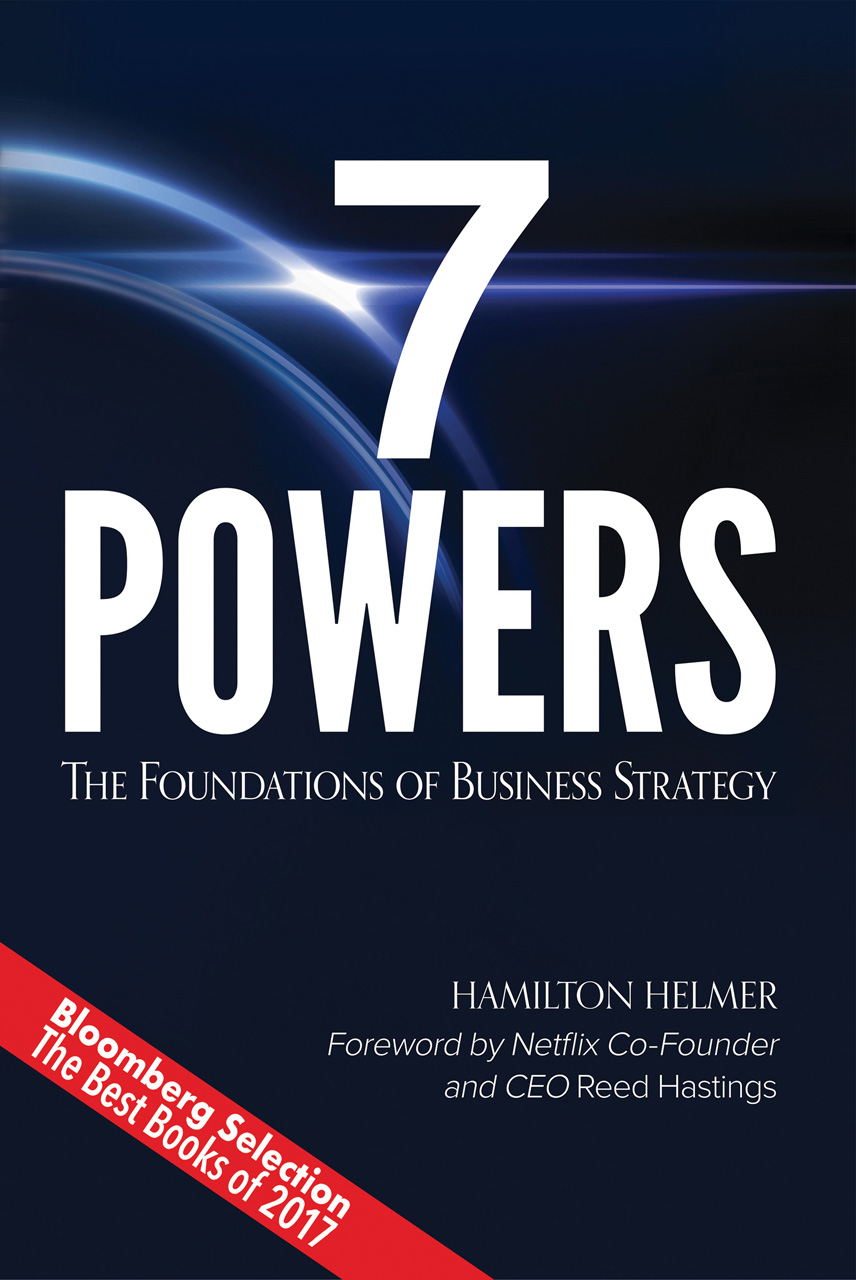 7
POWERS
THE FOUNDATIONS OF BUSINESS STRATEGY
HAMILTON HELMER
Foreword by Netflix Co-Founder
and CEO Reed Hastings
Bloomberg Selection
The Best Books of 2017